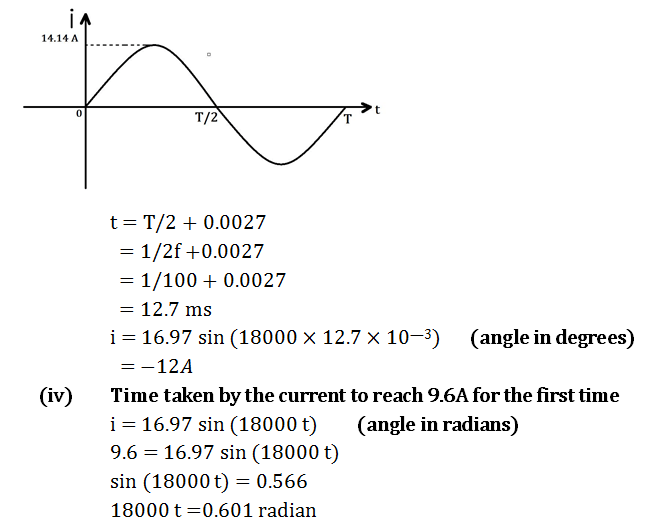 i
14.14 A
0
T/2
T
t
t = T/2 + 0.0027
= 1/2f +0.0027
= 1/100 + 0.0027
= 12.7 ms
i = 16.97 sin (18000 × 12.7 × 10−³) (angle in degrees)
= −12A
(iv) Time taken by the current to reach 9.6A for the first time
i = 16.97 sin (18000 t) (angle in radians)
9.6 = 16.97 sin (18000 t)
sin (18000 t) = 0.566
18000 t =0.601 radian